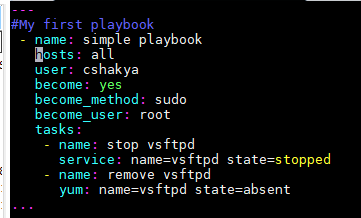 ---
#My first playbook
 - name: simple playbook
   hosts: all
   user: cshakya
   become: yes
   become_method: sudo
   become_user: root
   tasks:
    - name: stop vsftpd
      service: name=vsftpd state=stopped
    - name: remove vsftpd
      yum: name=vsftpd state=absent
...